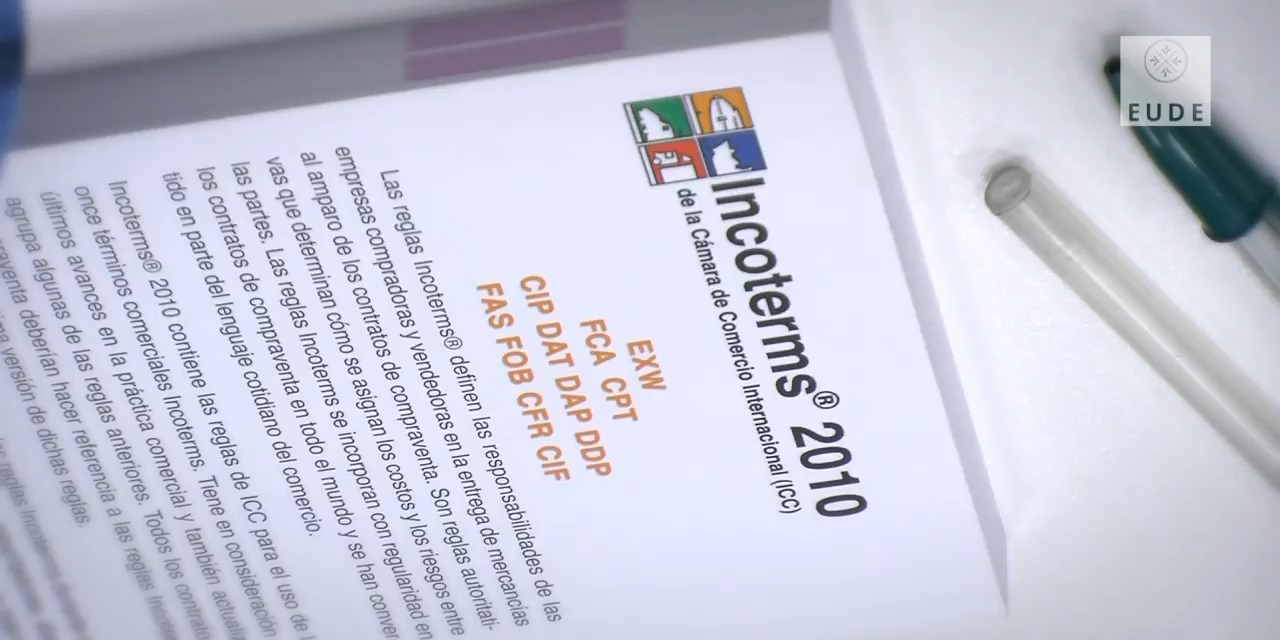 EUDE
Incoterms® 2010
de la Cámara de Comercio Internacional (ICC)
EXW
FCA CPT
CIP DAT DAP DDP
FAS FOB CFR CIF
Las reglas Incoterms® definen las responsabilidades de las
empresas compradoras y vendedoras en la entrega de mercancías
al amparo de los contratos de compraventa. Son reglas autoritati-
vas que determinan cómo se asignan los costos y los riesgos entre
las partes. Las reglas Incoterms se incorporan con regularidad en
los contratos de compraventa en todo el mundo y se han conver
tido en parte del lenguaje cotidiano del comercio.
Incoterms® 2010 contiene las reglas de ICC para el uso de l
once términos comerciales Incoterms. Tiene en consideración
últimos avances en la práctica comercial y también actuali
agrupa algunas de las reglas anteriores. Todos los contrato
raventa deberían hacer referencia a las reglas Incote
versión de dichas reglas.
reglas